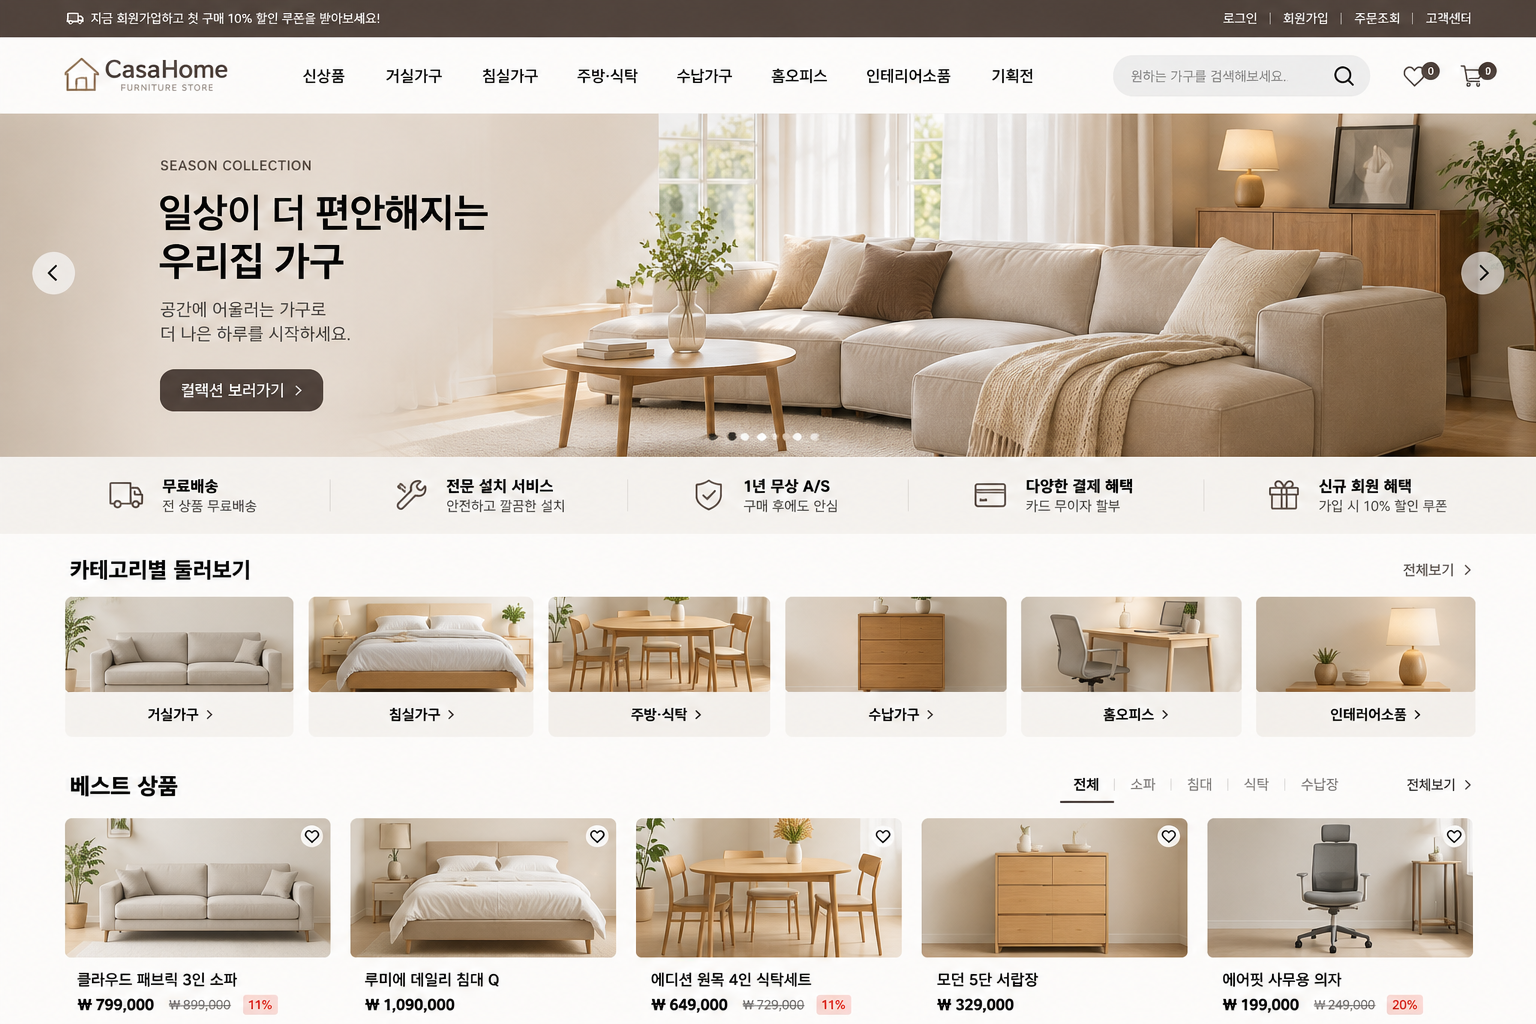 지금 회원가입하고 첫 구매 10% 할인 쿠폰을 받아보세요!
로그인 | 회원가입 | 주문조회 | 고객센터
CasaHome
FURNITURE STORE
신상품 거실가구 침실가구 주방·식탁 수납가구 홈오피스 인테리어소품 기획전
원하는 가구를 검색해보세요.
0
0
SEASON COLLECTION
일상이 더 편안해지는
우리집 가구
공간에 어울리는 가구로
더 나은 하루를 시작하세요.
컬랙션 보러가기 >
무료배송
전 상품 무료배송
전문 설치 서비스
안전하고 깔끔한 설치
1년 무상 A/S
구매 후에도 안심
다양한 결제 혜택
카드 무이자 할부
신규 회원 혜택
가입 시 10% 할인 쿠폰
카테고리별 둘러보기
전체보기 >
거실가구 >
침실가구 >
주방·식탁 >
수납가구 >
홈오피스 >
인테리어소품 >
베스트 상품
전체 | 소파 | 침대 | 식탁 | 수납장
전체보기 >
클라우드 패브릭 3인 소파
₩ 799,000 ₩ 899,000 11%
루미에 데일리 침대 Q
₩ 1,090,000
에디션 원목 4인 식탁세트
₩ 649,000 ₩ 729,000 11%
모던 5단 서랍장
₩ 329,000
에어핏 사무용 의자
₩ 199,000 ₩ 249,000 20%